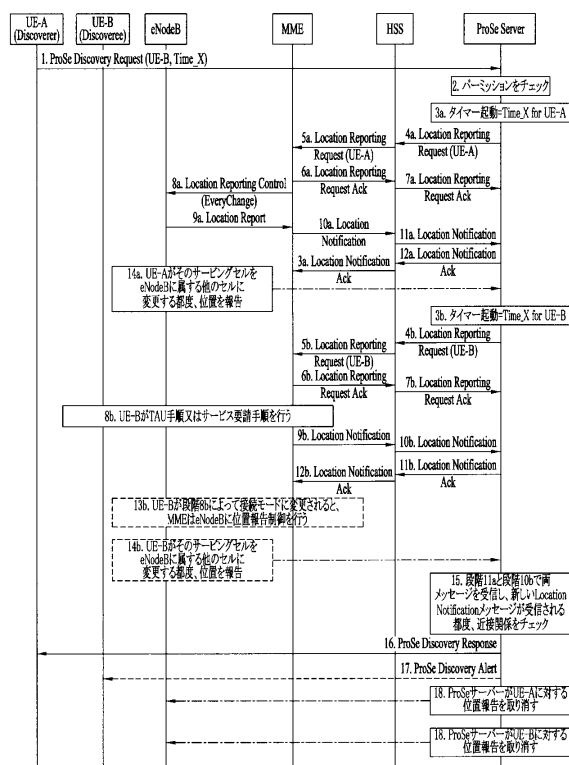 UE-A
(Discoverer)
UE-B
(Discoveree)
eNodeB
MME
HSS
ProSe Server
1. ProSe Discovery Request (UE-B, Time_X)
2. パーミッションをチェック
3a. タイマー起動=Time_X for UE-A
4a. Location Reporting
Request (UE-A)
5a. Location Reporting
Request (UE-A)
6a. Location Reporting
Request Ack
7a. Location Reporting
Request Ack
8a. Location Reporting Control
(EveryChange)
9a. Location Report
10a. Location
Notification
11a. Location Notification
12a. Location Notification
Ack
3a. Location Notification
Ack
14a. UE-Aがそのサービングセルを
eNodeBに属する他のセルに
変更する都度、位置を報告
3b. タイマー起動=Time_X for UE-B
4b. Location Reporting
Request (UE-B)
5b. Location Reporting
Request (UE-B)
6b. Location Reporting
Request Ack
7b. Location Reporting
Request Ack
8b. UE-BがTAU手順又はサービス要請手順を行う
9b. Location Notification
10b. Location Notification
11b. Location Notification
Ack
12b. Location Notification
Ack
13b. UE-Bが段階8bによって接続モードに変更されると、
MMEはeNodeBに位置報告制御を行う
14b. UE-Bがそのサービングセルを
eNodeBに属する他のセルに
変更する都度、位置を報告
15. 段階11aと段階10bで両
メッセージを受信し、新しいLocation
Notificationメッセージが受信される
都度、近接関係をチェック
16. ProSe Discovery Response
17. ProSe Discovery Alert
18. ProSeサーバーがUE-Aに対する
位置報告を取り消す
18. ProSeサーバーがUE-Bに対する
位置報告を取り消す